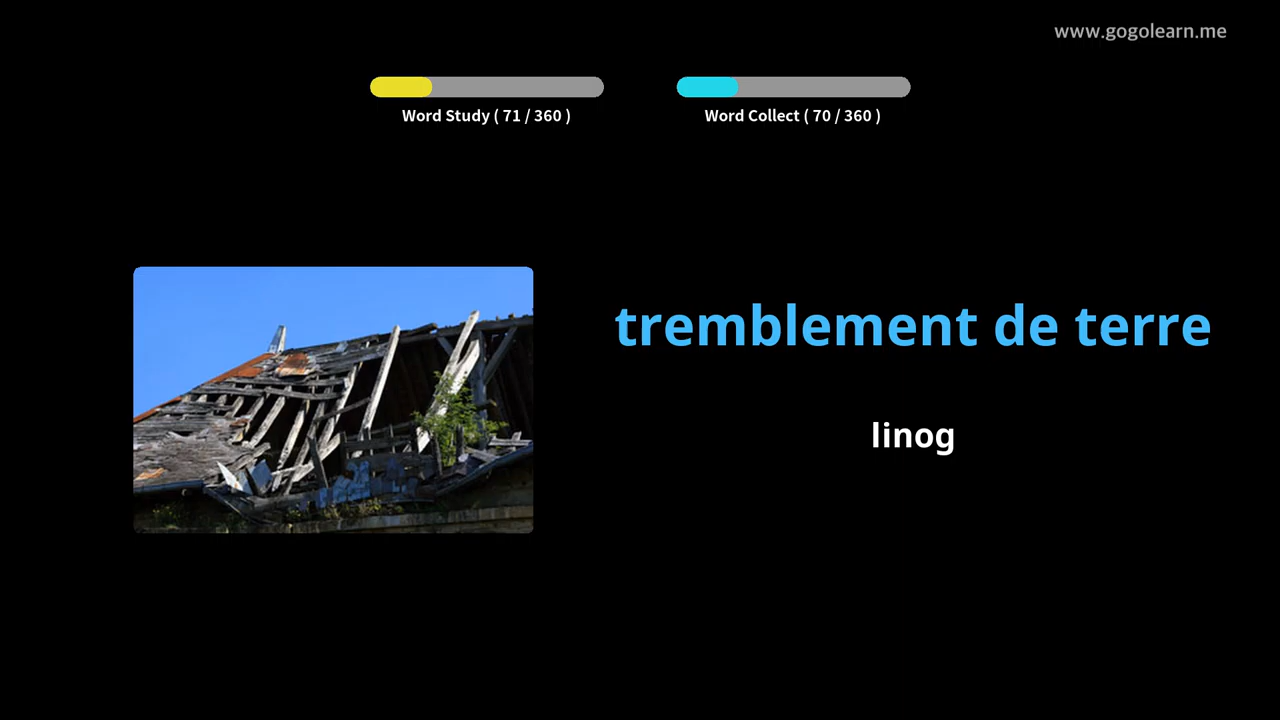 www.gogolearn.me
Word Study ( 71 / 360 )
Word Collect ( 70 / 360 )
tremblement de terre
linog